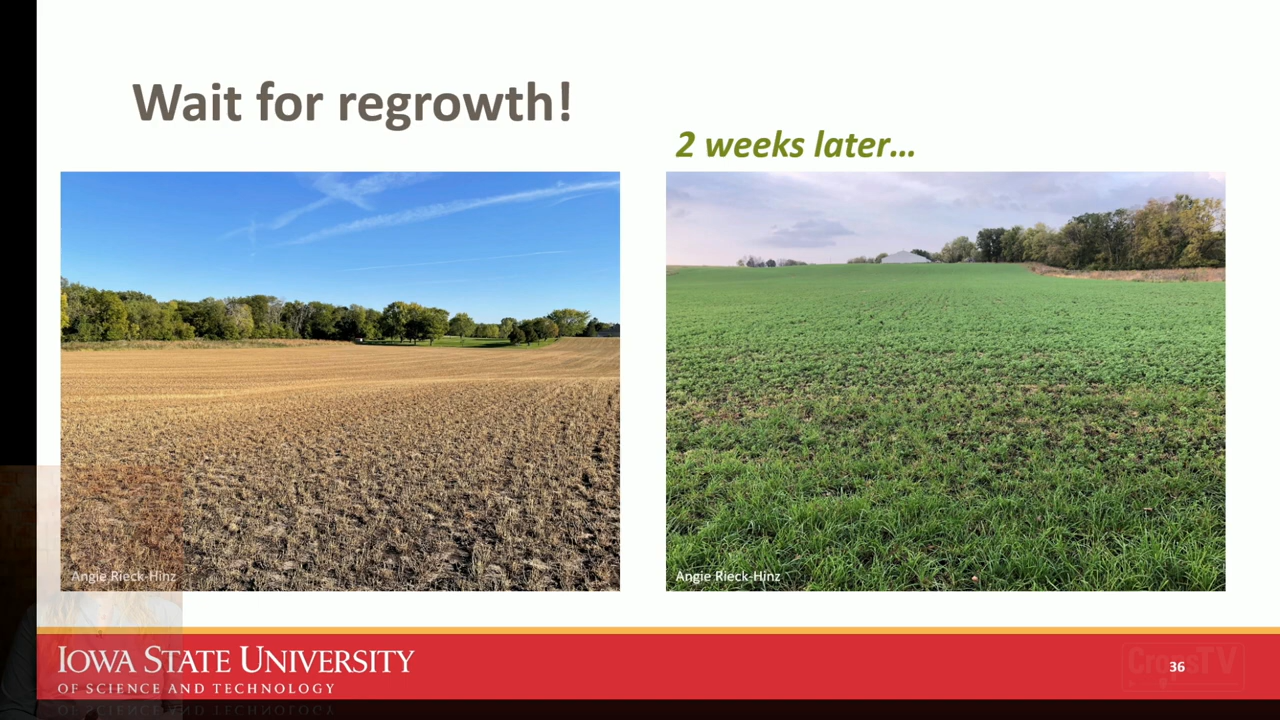 Wait for regrowth!
2 weeks later...
Angie Rieck-Hinz
Angie Rieck-Hinz
IOWA STATE UNIVERSITY
OF SCIENCE AND TECHNOLOGY
CropsTV
36